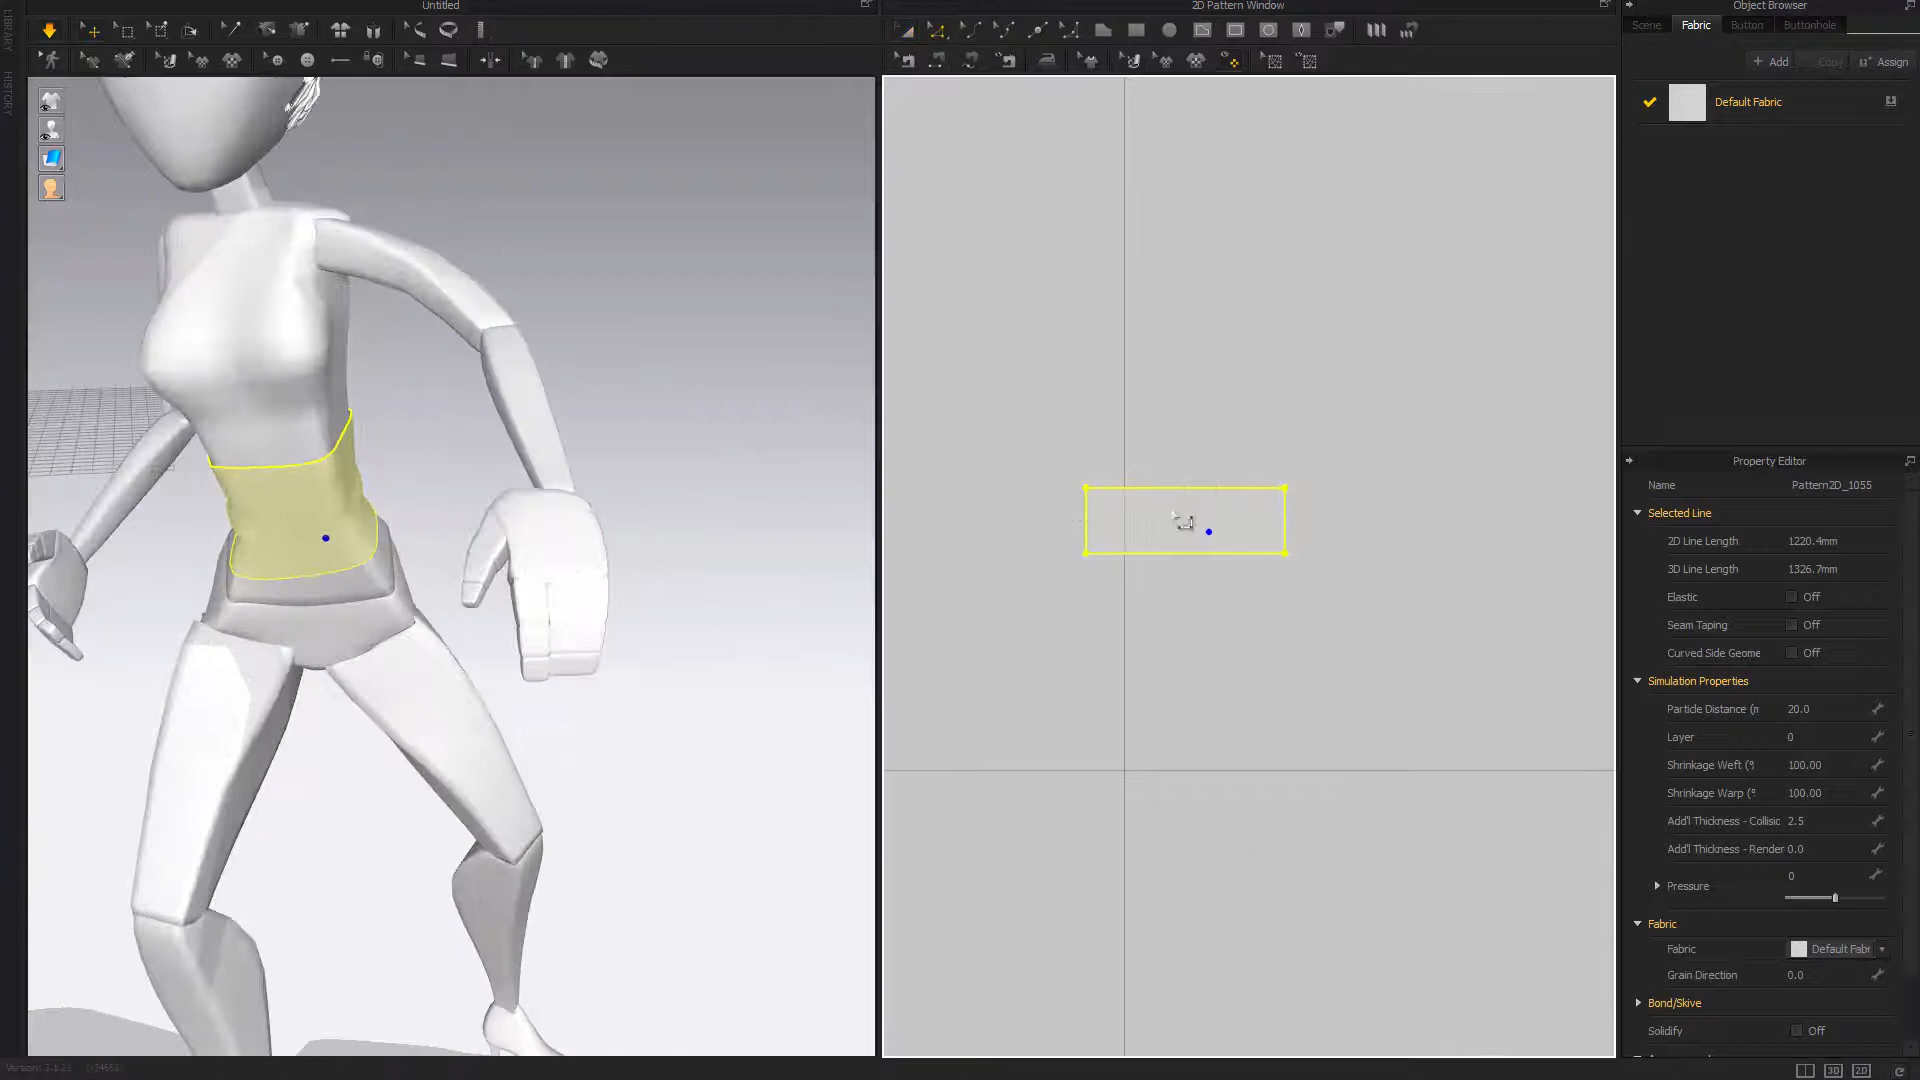 Untitled
2D Pattern Window
Object Browser
LIBRARY
HISTORY
Scene
Fabric
Button
Buttonhole
+ Add
Copy
Assign
Default Fabric
Property Editor
Name Pattern2D_1055
Selected Line
2D Line Length 1220.4mm
3D Line Length 1326.7mm
Elastic Off
Seam Taping Off
Curved Side Geome Off
Simulation Properties
Particle Distance (m 20.0
Layer 0
Shrinkage Weft (% 100.00
Shrinkage Warp (% 100.00
Add'l Thickness - Collisic 2.5
Add'l Thickness - Render 0.0
Pressure 0
Fabric
Fabric Default Fabr
Grain Direction 0.0
Bond/Skive
Solidify Off
3D
2D